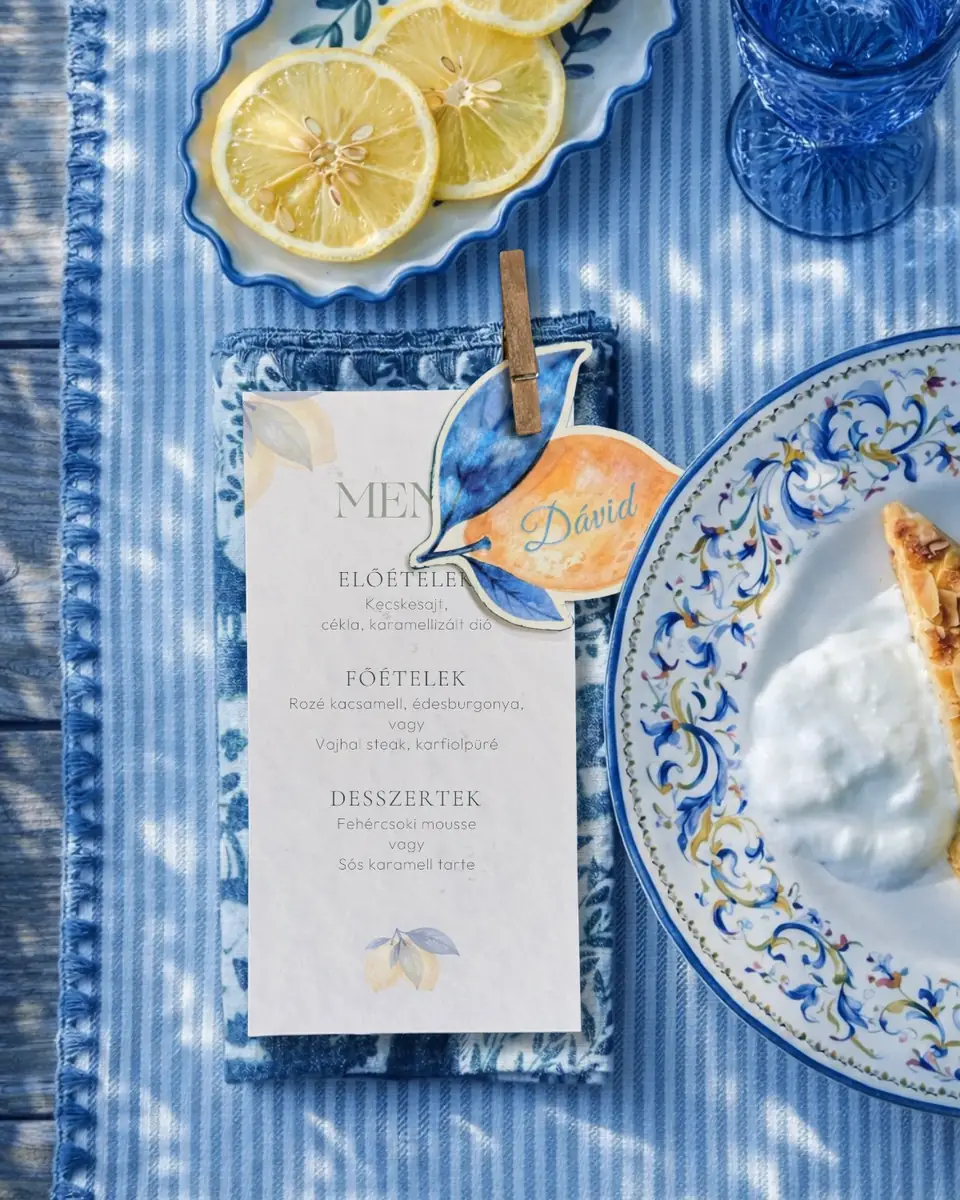 MEN
Dávid
ELŐÉTELEK
Kecskesajt,
cékla, karamellizált dió
FŐÉTELEK
Rozé kacsamell, édesburgonya,
vagy
Vajhal steak, karfiolpüré
DESSZERTEK
Fehércsoki mousse
vagy
Sós karamell tarte